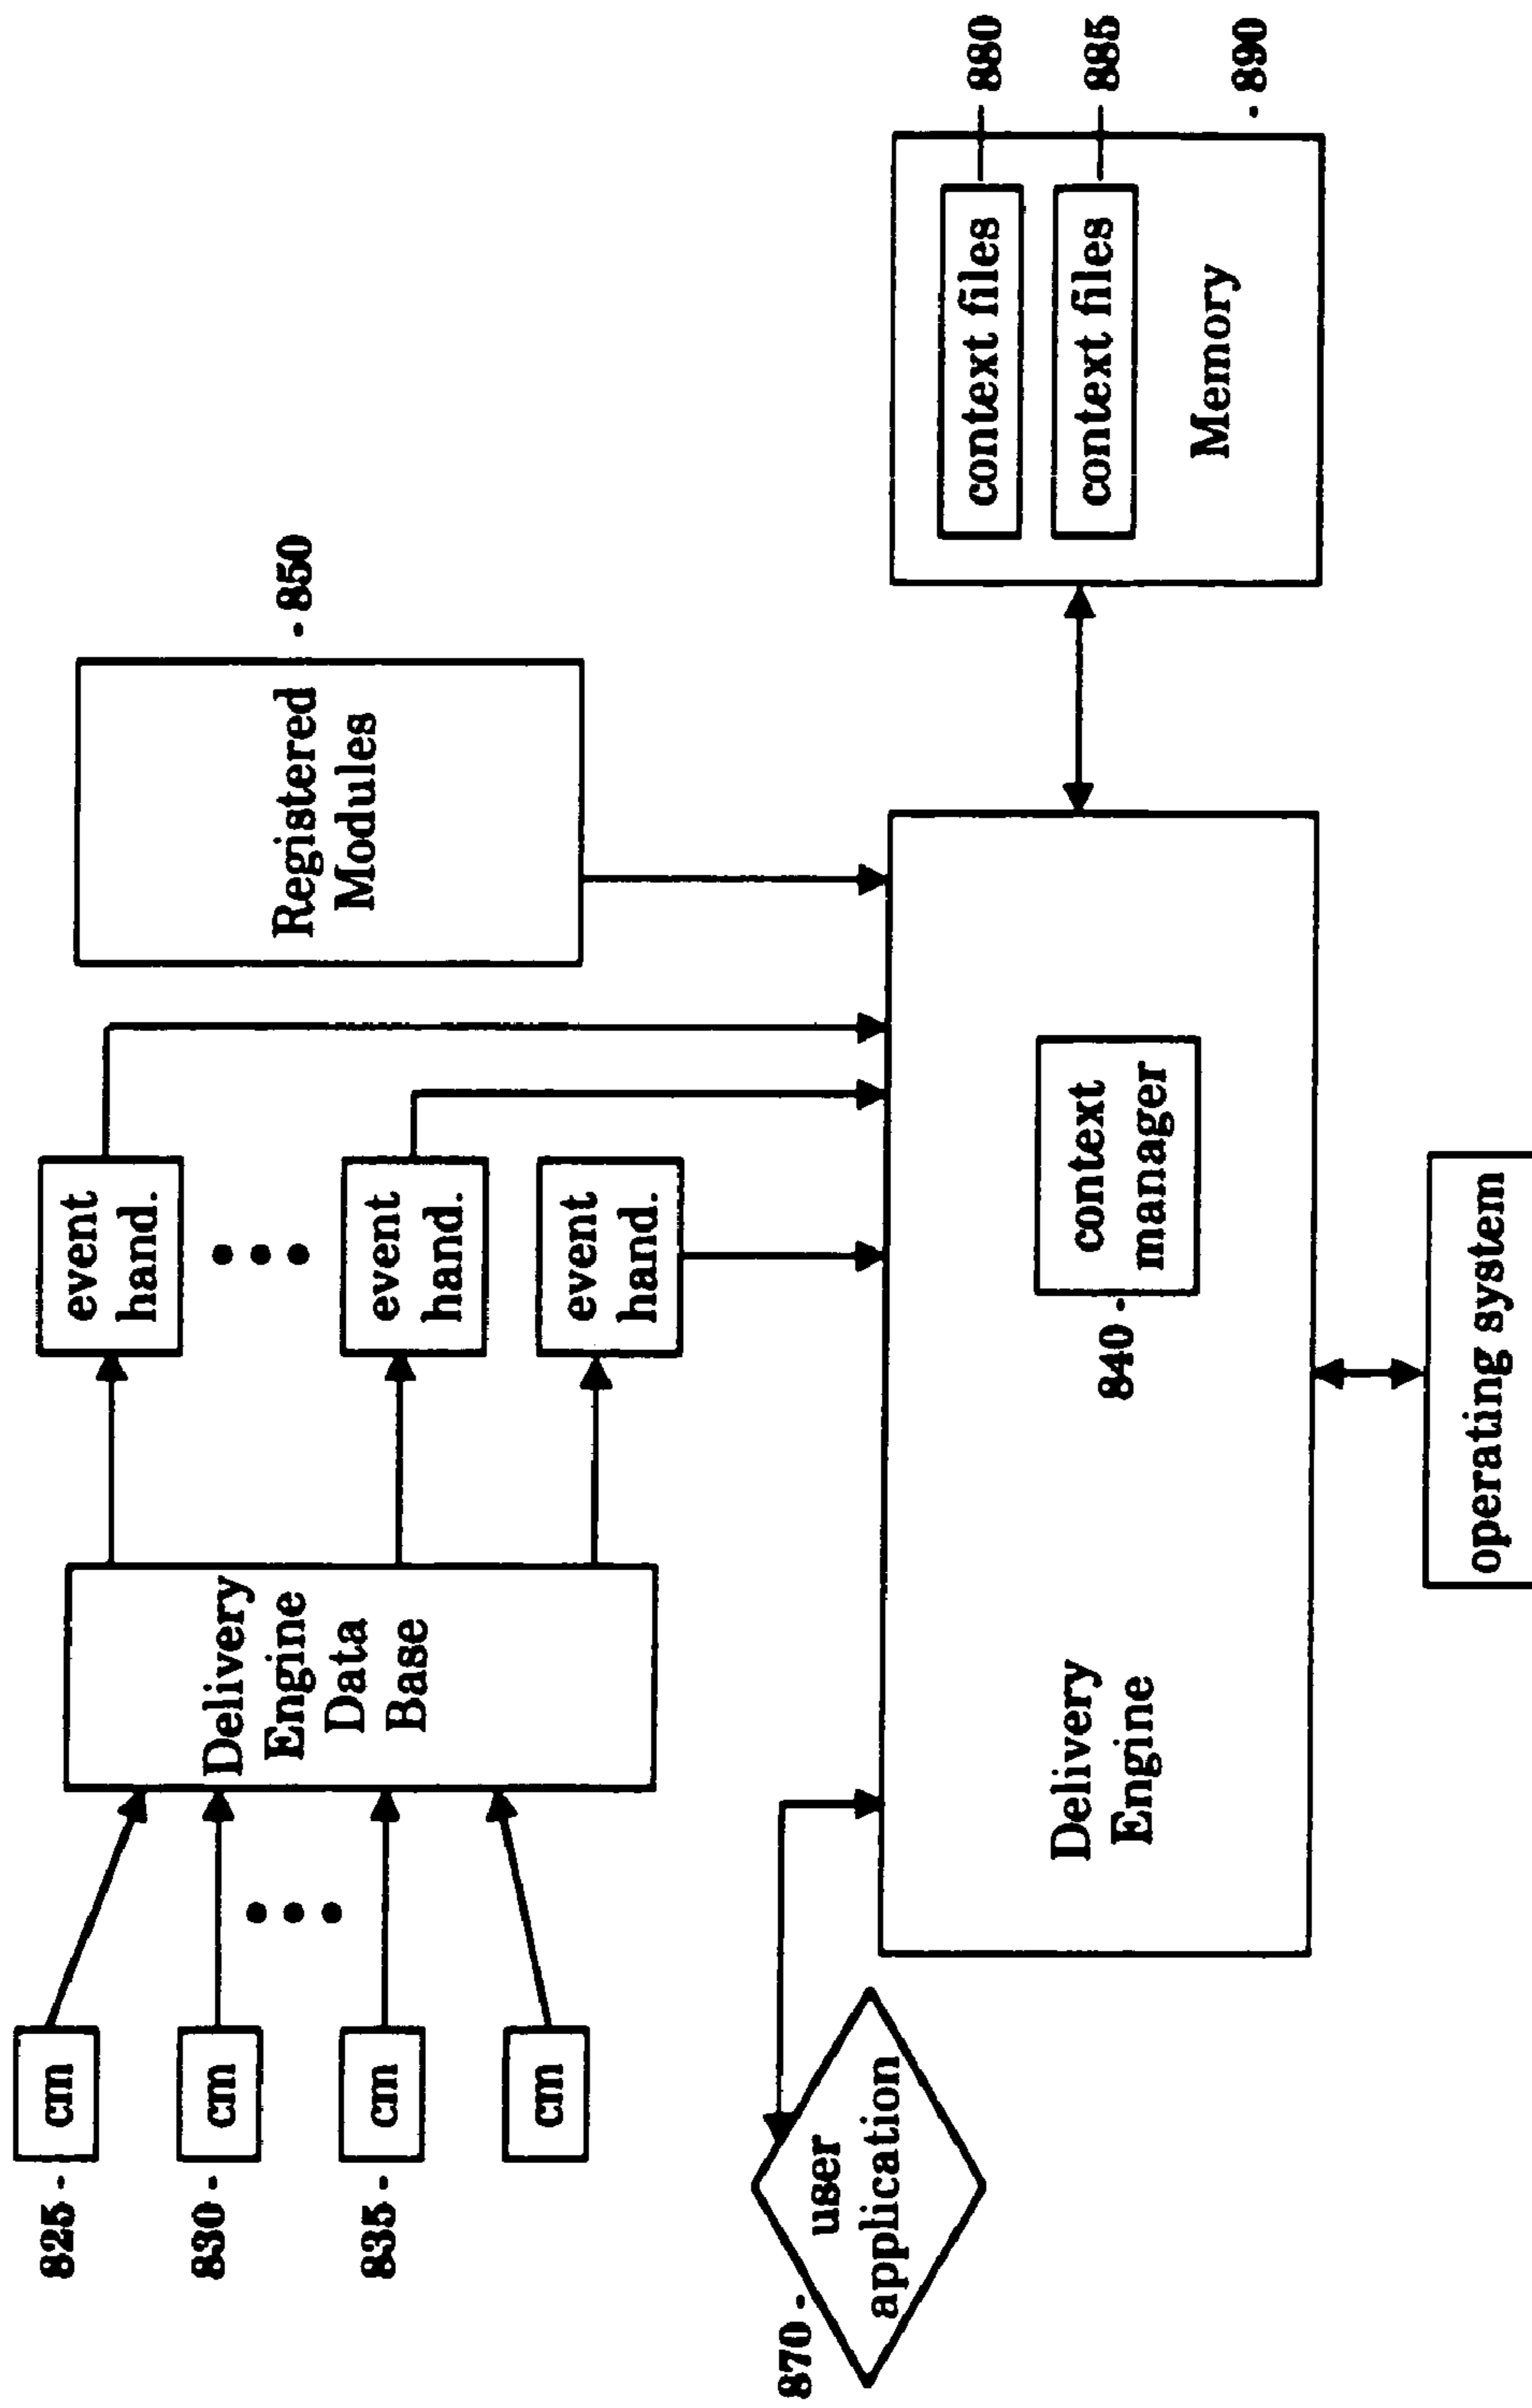 825 -
cm
830 -
cm
835 -
cm
cm
Delivery
Engine
Data
Base
event
hand.
event
hand.
event
hand.
Registered
Modules
- 850
870 -
user
application
Delivery
Engine
840 -
context
manager
context files
- 880
context files
- 885
Memory
- 890
operating system